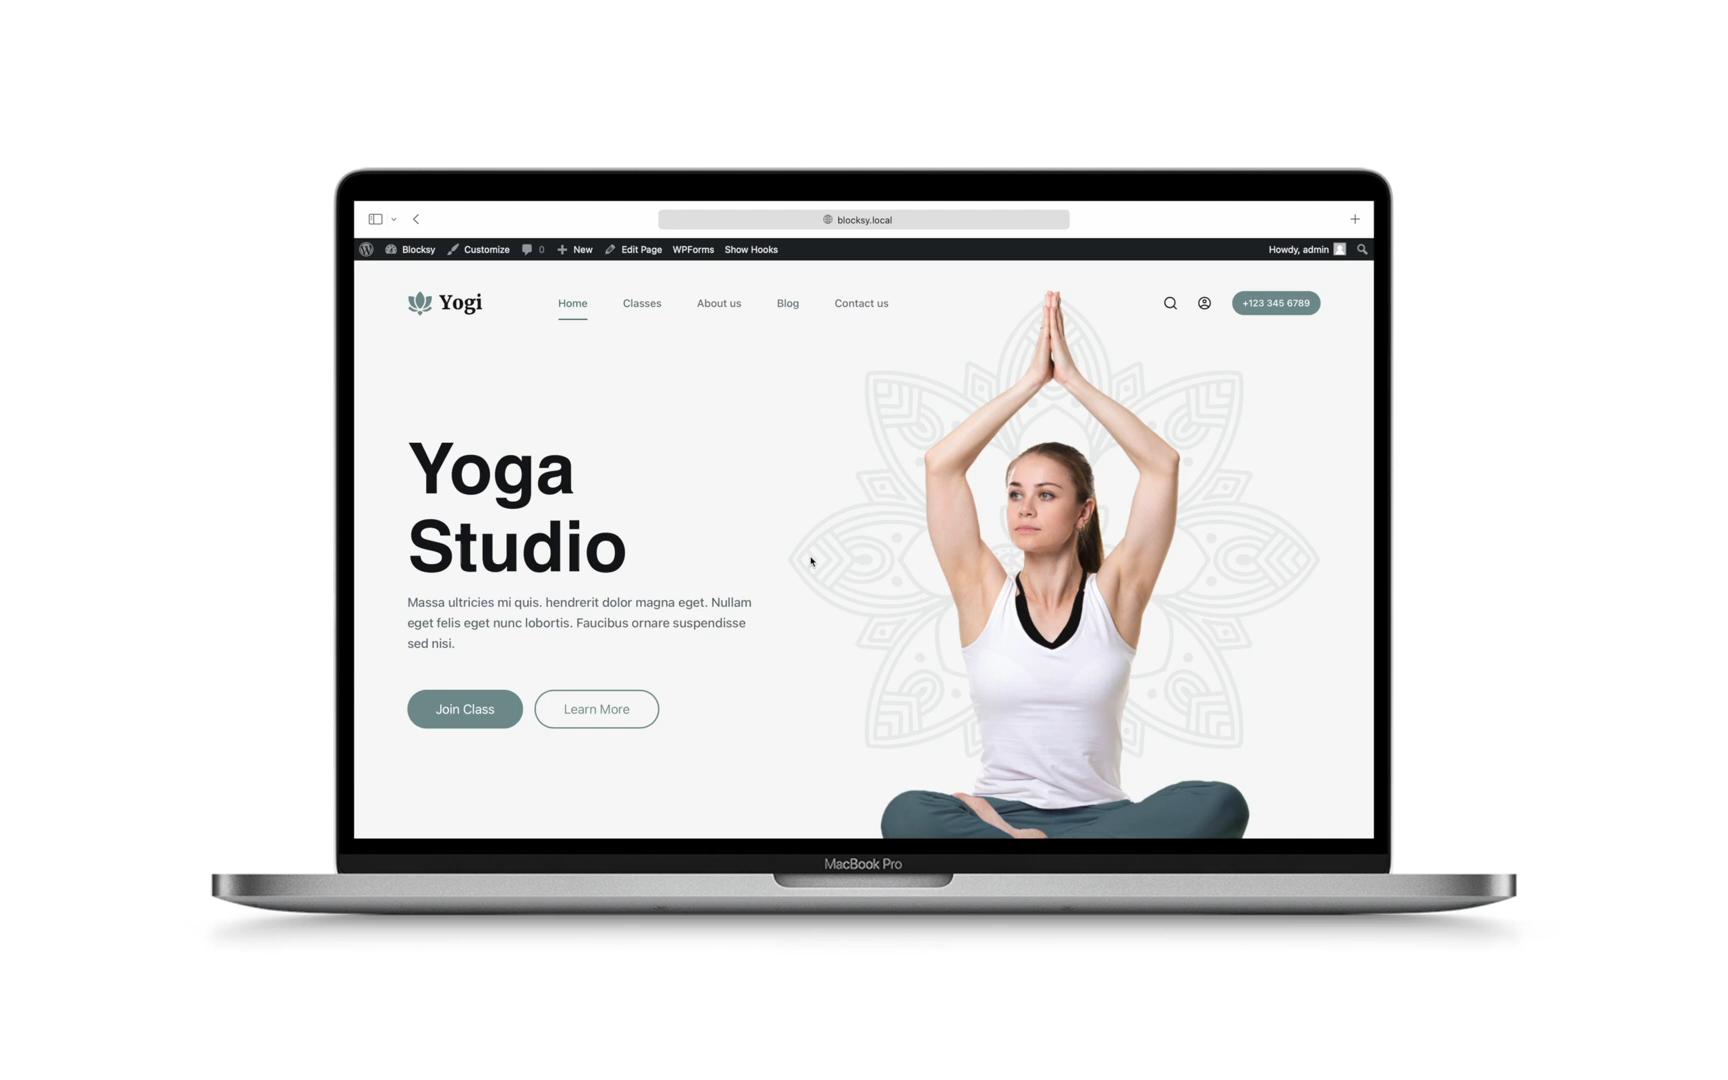 blocksy.local
Blocksy Customize 0 New Edit Page WPForms Show Hooks Howdy, admin
Yogi Home Classes About us Blog Contact us +123 345 6789
Yoga
Studio
Massa ultricies mi quis. hendrerit dolor magna eget. Nullam
eget felis eget nunc lobortis. Faucibus ornare suspendisse
sed nisi.
Join Class Learn More
MacBook Pro